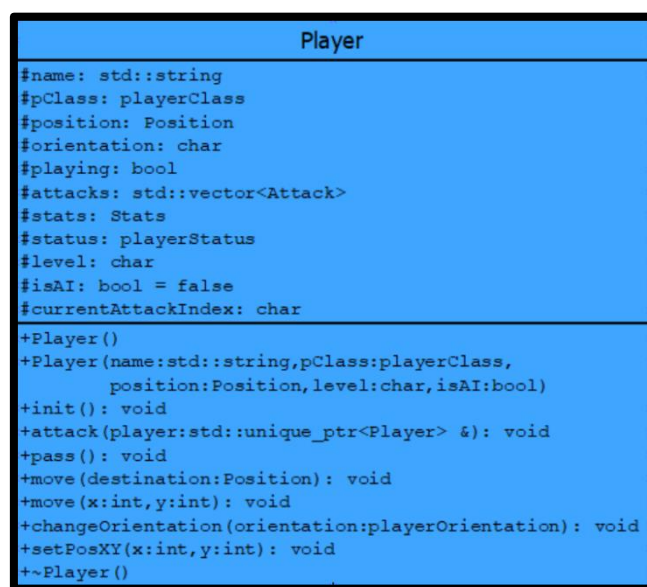 Player
#name: std::string
#pClass: playerClass
#position: Position
#orientation: char
#playing: bool
#attacks: std::vector<Attack>
#stats: Stats
#status: playerStatus
#level: char
#isAI: bool = false
#currentAttackIndex: char
+Player()
+Player(name:std::string,pClass:playerClass,
position:Position,level:char,isAI:bool)
+init(): void
+attack(player:std::unique_ptr<Player> &): void
+pass(): void
+move(destination:Position): void
+move(x:int,y:int): void
+changeOrientation(orientation:playerOrientation): void
+setPosXY(x:int,y:int): void
+~Player()